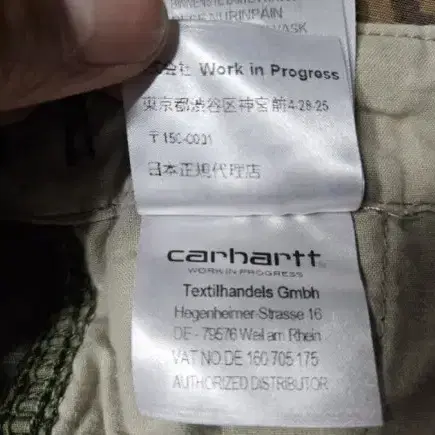 DESENURINPAIN
会社 Work in Progress
東京都渋谷区神宮前4-28-25
〒150-0001
日本正規代理店
carhartt
WORK IN PROGRESS
Textilhandels Gmbh
Hegenheimer-Strasse 16
DE - 79576 Weil am Rhein
VAT NO.DE 160 705 175
AUTHORIZED DISTRIBUTOR